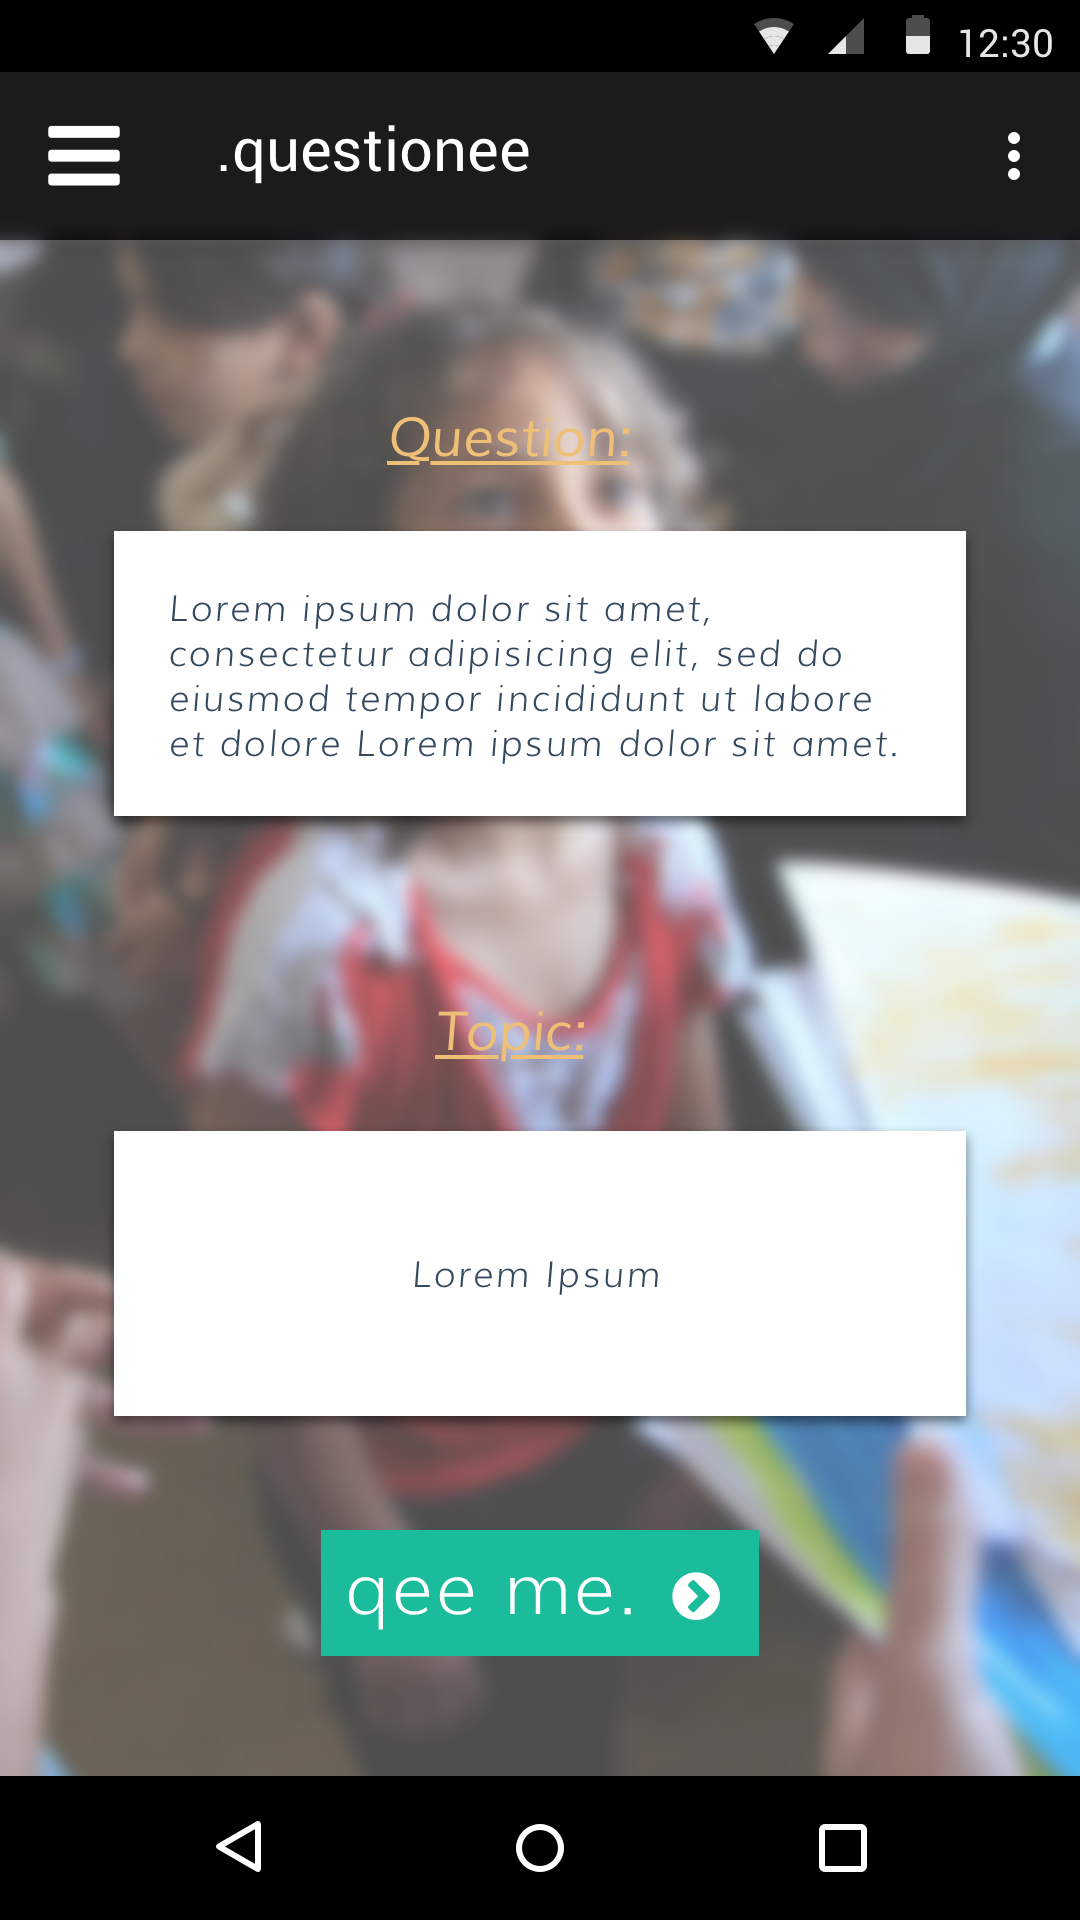 12:30
.questionee
Question:
Lorem ipsum dolor sit amet,
consectetur adipisicing elit, sed do
eiusmod tempor incididunt ut labore
et dolore Lorem ipsum dolor sit amet.
Topic:
Lorem Ipsum
qee me.